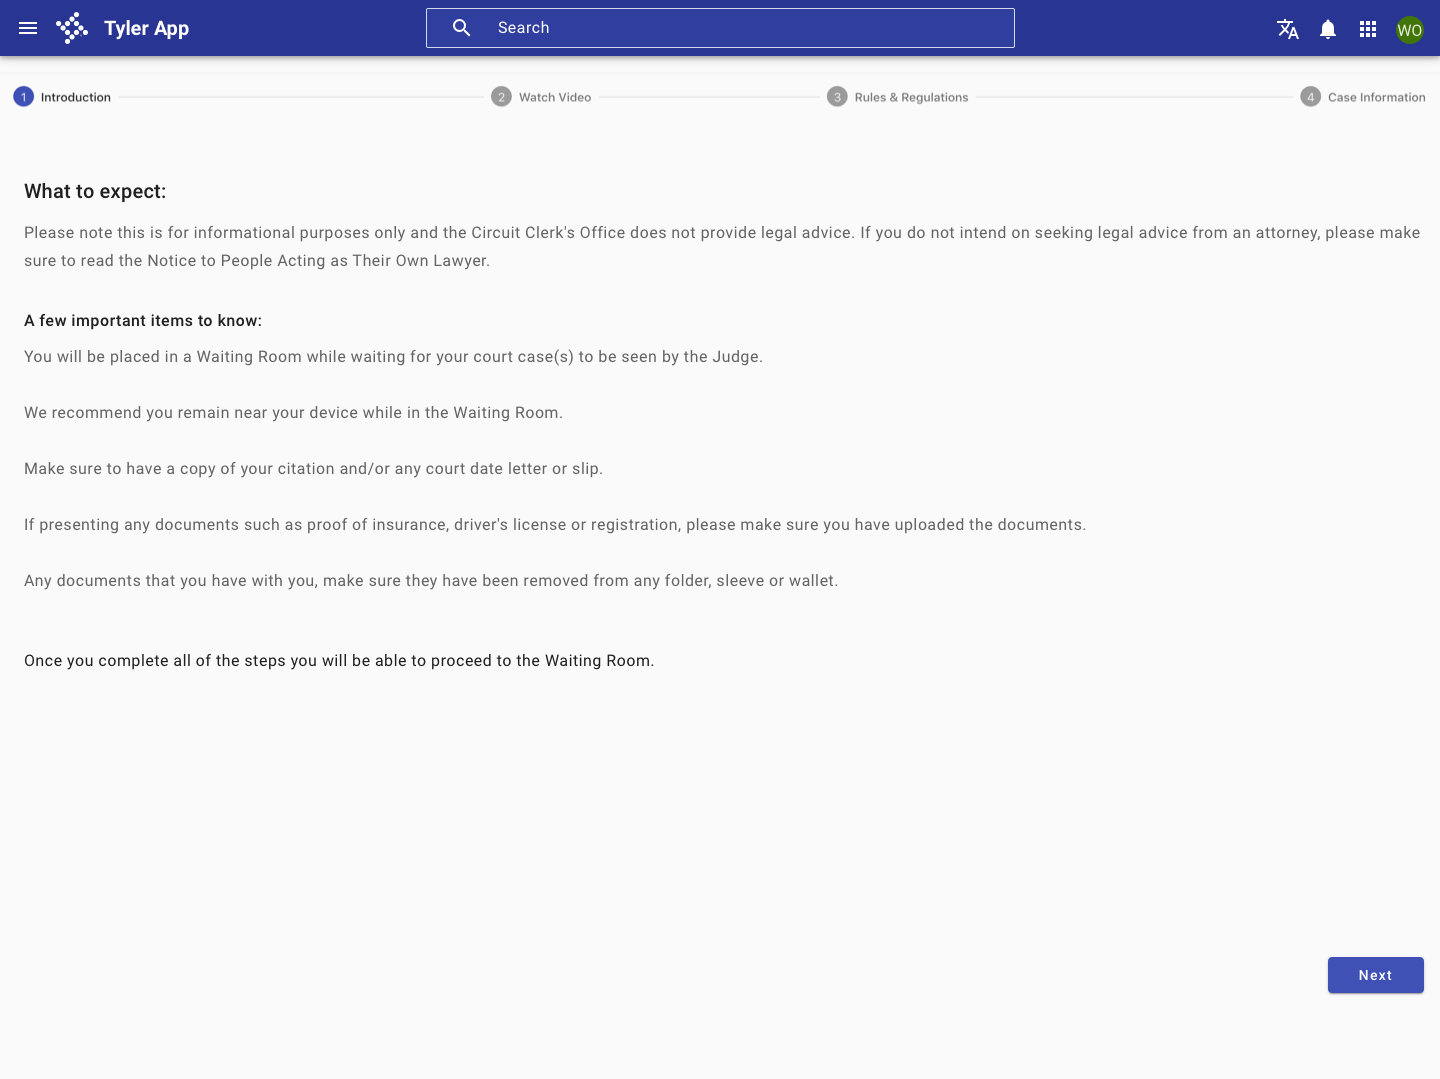 Tyler App
Search
WO
1 Introduction
2 Watch Video
3 Rules & Regulations
4 Case Information
What to expect:
Please note this is for informational purposes only and the Circuit Clerk's Office does not provide legal advice. If you do not intend on seeking legal advice from an attorney, please make
sure to read the Notice to People Acting as Their Own Lawyer.
A few important items to know:
You will be placed in a Waiting Room while waiting for your court case(s) to be seen by the Judge.
We recommend you remain near your device while in the Waiting Room.
Make sure to have a copy of your citation and/or any court date letter or slip.
If presenting any documents such as proof of insurance, driver's license or registration, please make sure you have uploaded the documents.
Any documents that you have with you, make sure they have been removed from any folder, sleeve or wallet.
Once you complete all of the steps you will be able to proceed to the Waiting Room.
Next